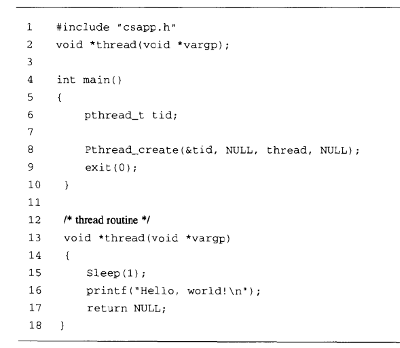 1 #include "csapp.h"
2 void *thread(void *vargp);
3
4 int main()
5 {
6 pthread_t tid;
7
8 Pthread_create(&tid, NULL, thread, NULL);
9 exit(0);
10 }
11
12 /* thread routine */
13 void *thread(void *vargp)
14 {
15 Sleep(1);
16 printf("Hello, world!\n");
17 return NULL;
18 }